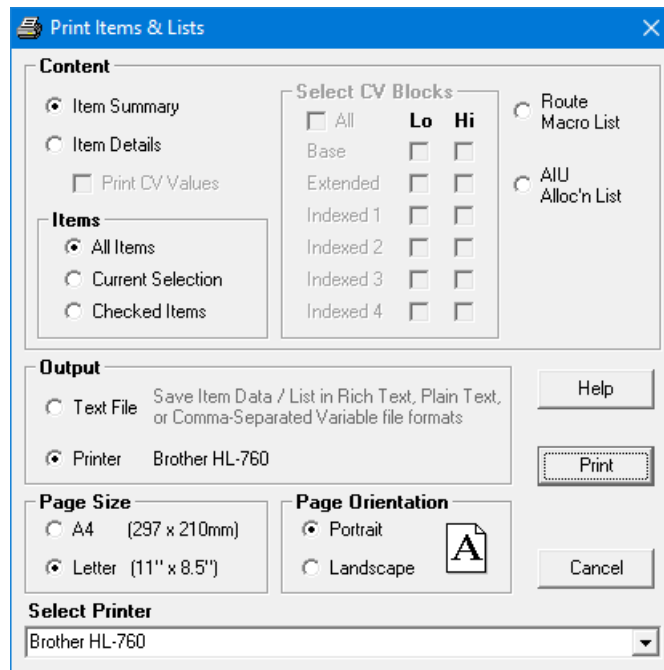 Print Items & Lists
Content
Item Summary
Item Details
Print CV Values
Items
All Items
Current Selection
Checked Items
Select CV Blocks
All Lo Hi
Base
Extended
Indexed 1
Indexed 2
Indexed 3
Indexed 4
Route
Macro List
AIU
Alloc'n List
Output
Text File
Save Item Data / List in Rich Text, Plain Text,
or Comma-Separated Variable file formats
Printer Brother HL-760
Help
Print
Cancel
Page Size
A4 (297 x 210mm)
Letter (11" x 8.5")
Page Orientation
Portrait
Landscape
A
Select Printer
Brother HL-760